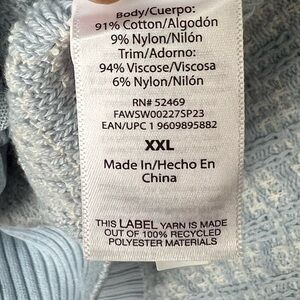 Body/Cuerpo:
91% Cotton/Algodón
9% Nylon/Nilón
Trim/Adorno:
94% Viscose/Viscosa
6% Nylon/Nilón
RN# 52469
FAWSW00227SP23
EAN/UPC 1 9609895882
XXL
Made In/Hecho En
China
THIS LABEL YARN IS MADE
OUT OF 100% RECYCLED
POLYESTER MATERIALS